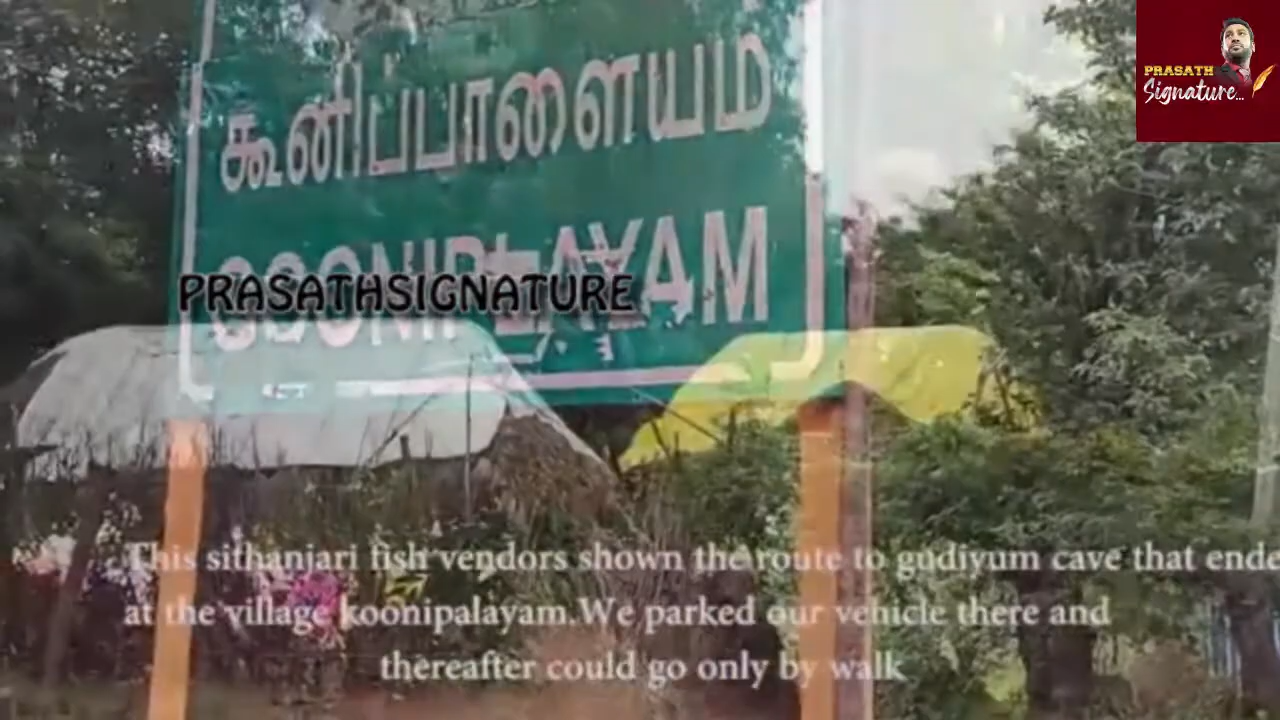 கூனிப்பாளையம்
PRASATH
Signature...
PRASATHSIGNATURE
This sithanjari fish vendors shown the route to gudiyum cave that ende
at the village koonipalayam.We parked our vehicle there and
thereafter could go only by walk